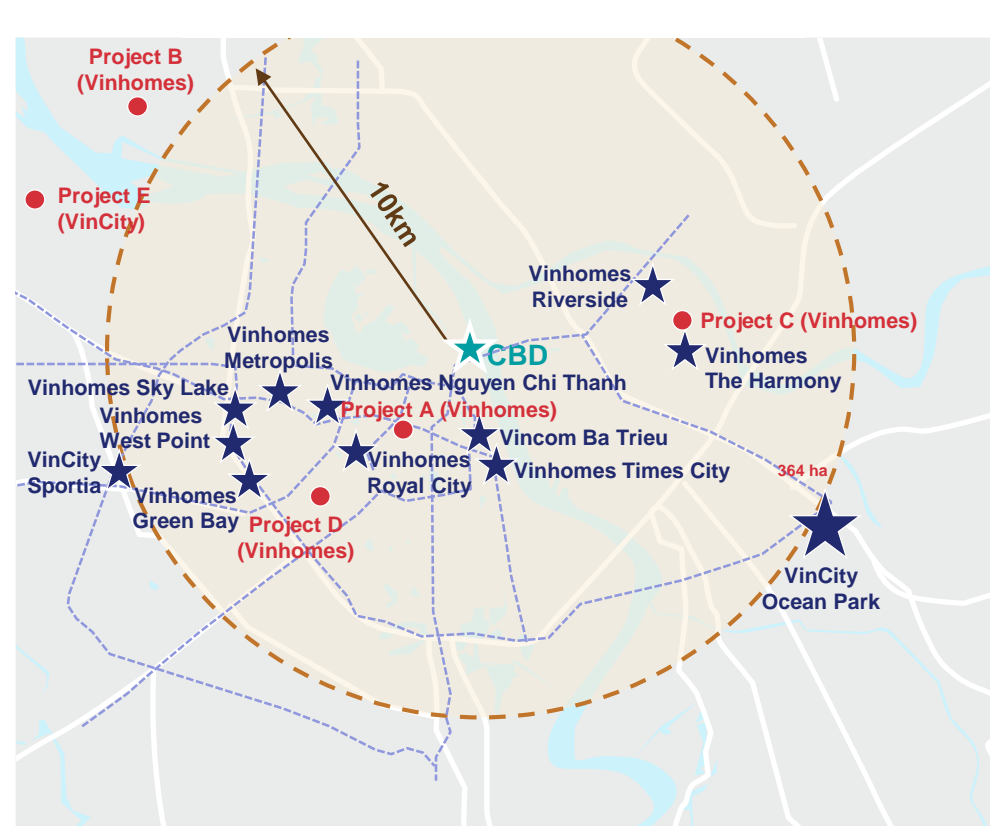 Project B
(Vinhomes)
Project E
(VinCity)
10km
Vinhomes
Riverside
Project C (Vinhomes)
Vinhomes
Metropolis
CBD
Vinhomes
The Harmony
Vinhomes Sky Lake
Vinhomes Nguyen Chi Thanh
Project A (Vinhomes)
Vinhomes
West Point
Vincom Ba Trieu
VinCity
Sportia
Vinhomes
Royal City
Vinhomes Times City
364 ha
Vinhomes
Green Bay
Project D
(Vinhomes)
VinCity
Ocean Park